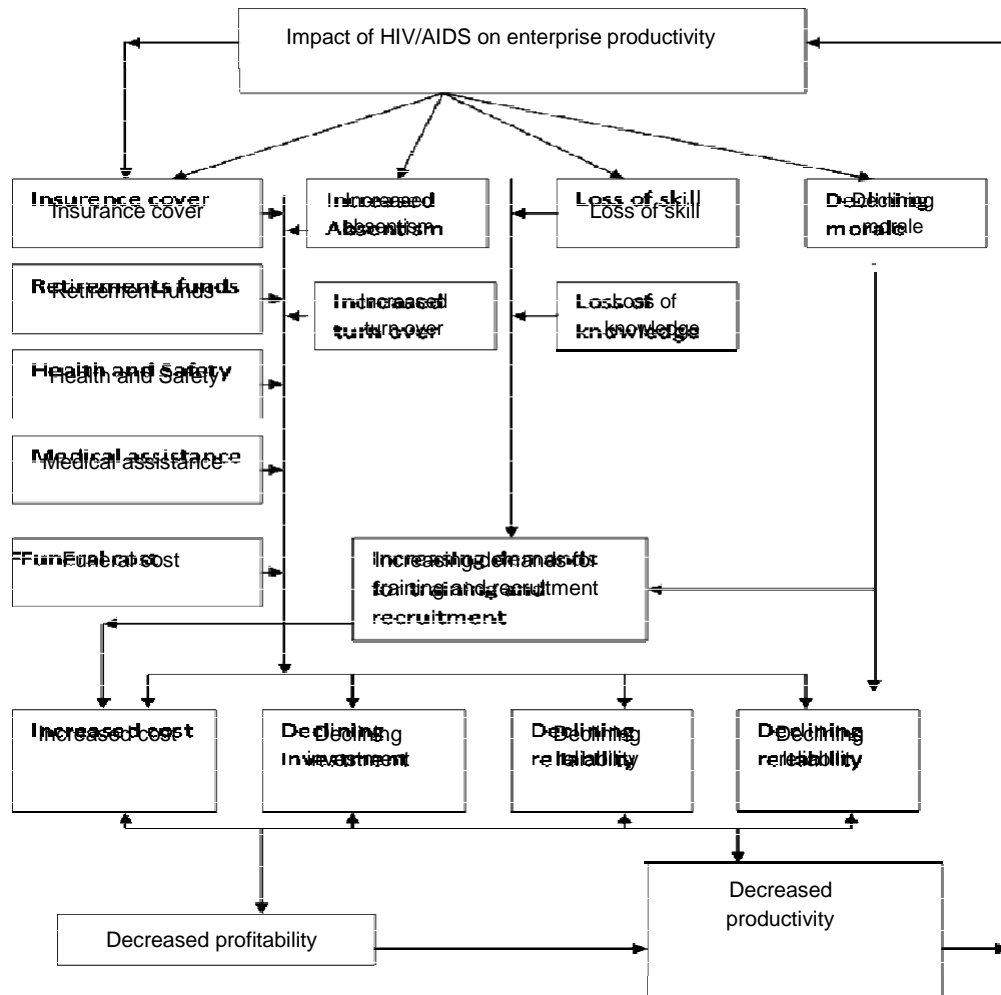 Impact of HIV/AIDS on enterprise productivity
Insurance cover
Increased
absentism
Loss of skill
Declining
morale
Retirement funds
Increased
turn over
Loss of
knowledge
Health and Safety
Medical assistance
Funeral cost
Increasing demands for
training and recruitment
Increased cost
Declining
investment
Declining
reliability
Declining
reliability
Decreased profitability
Decreased
productivity